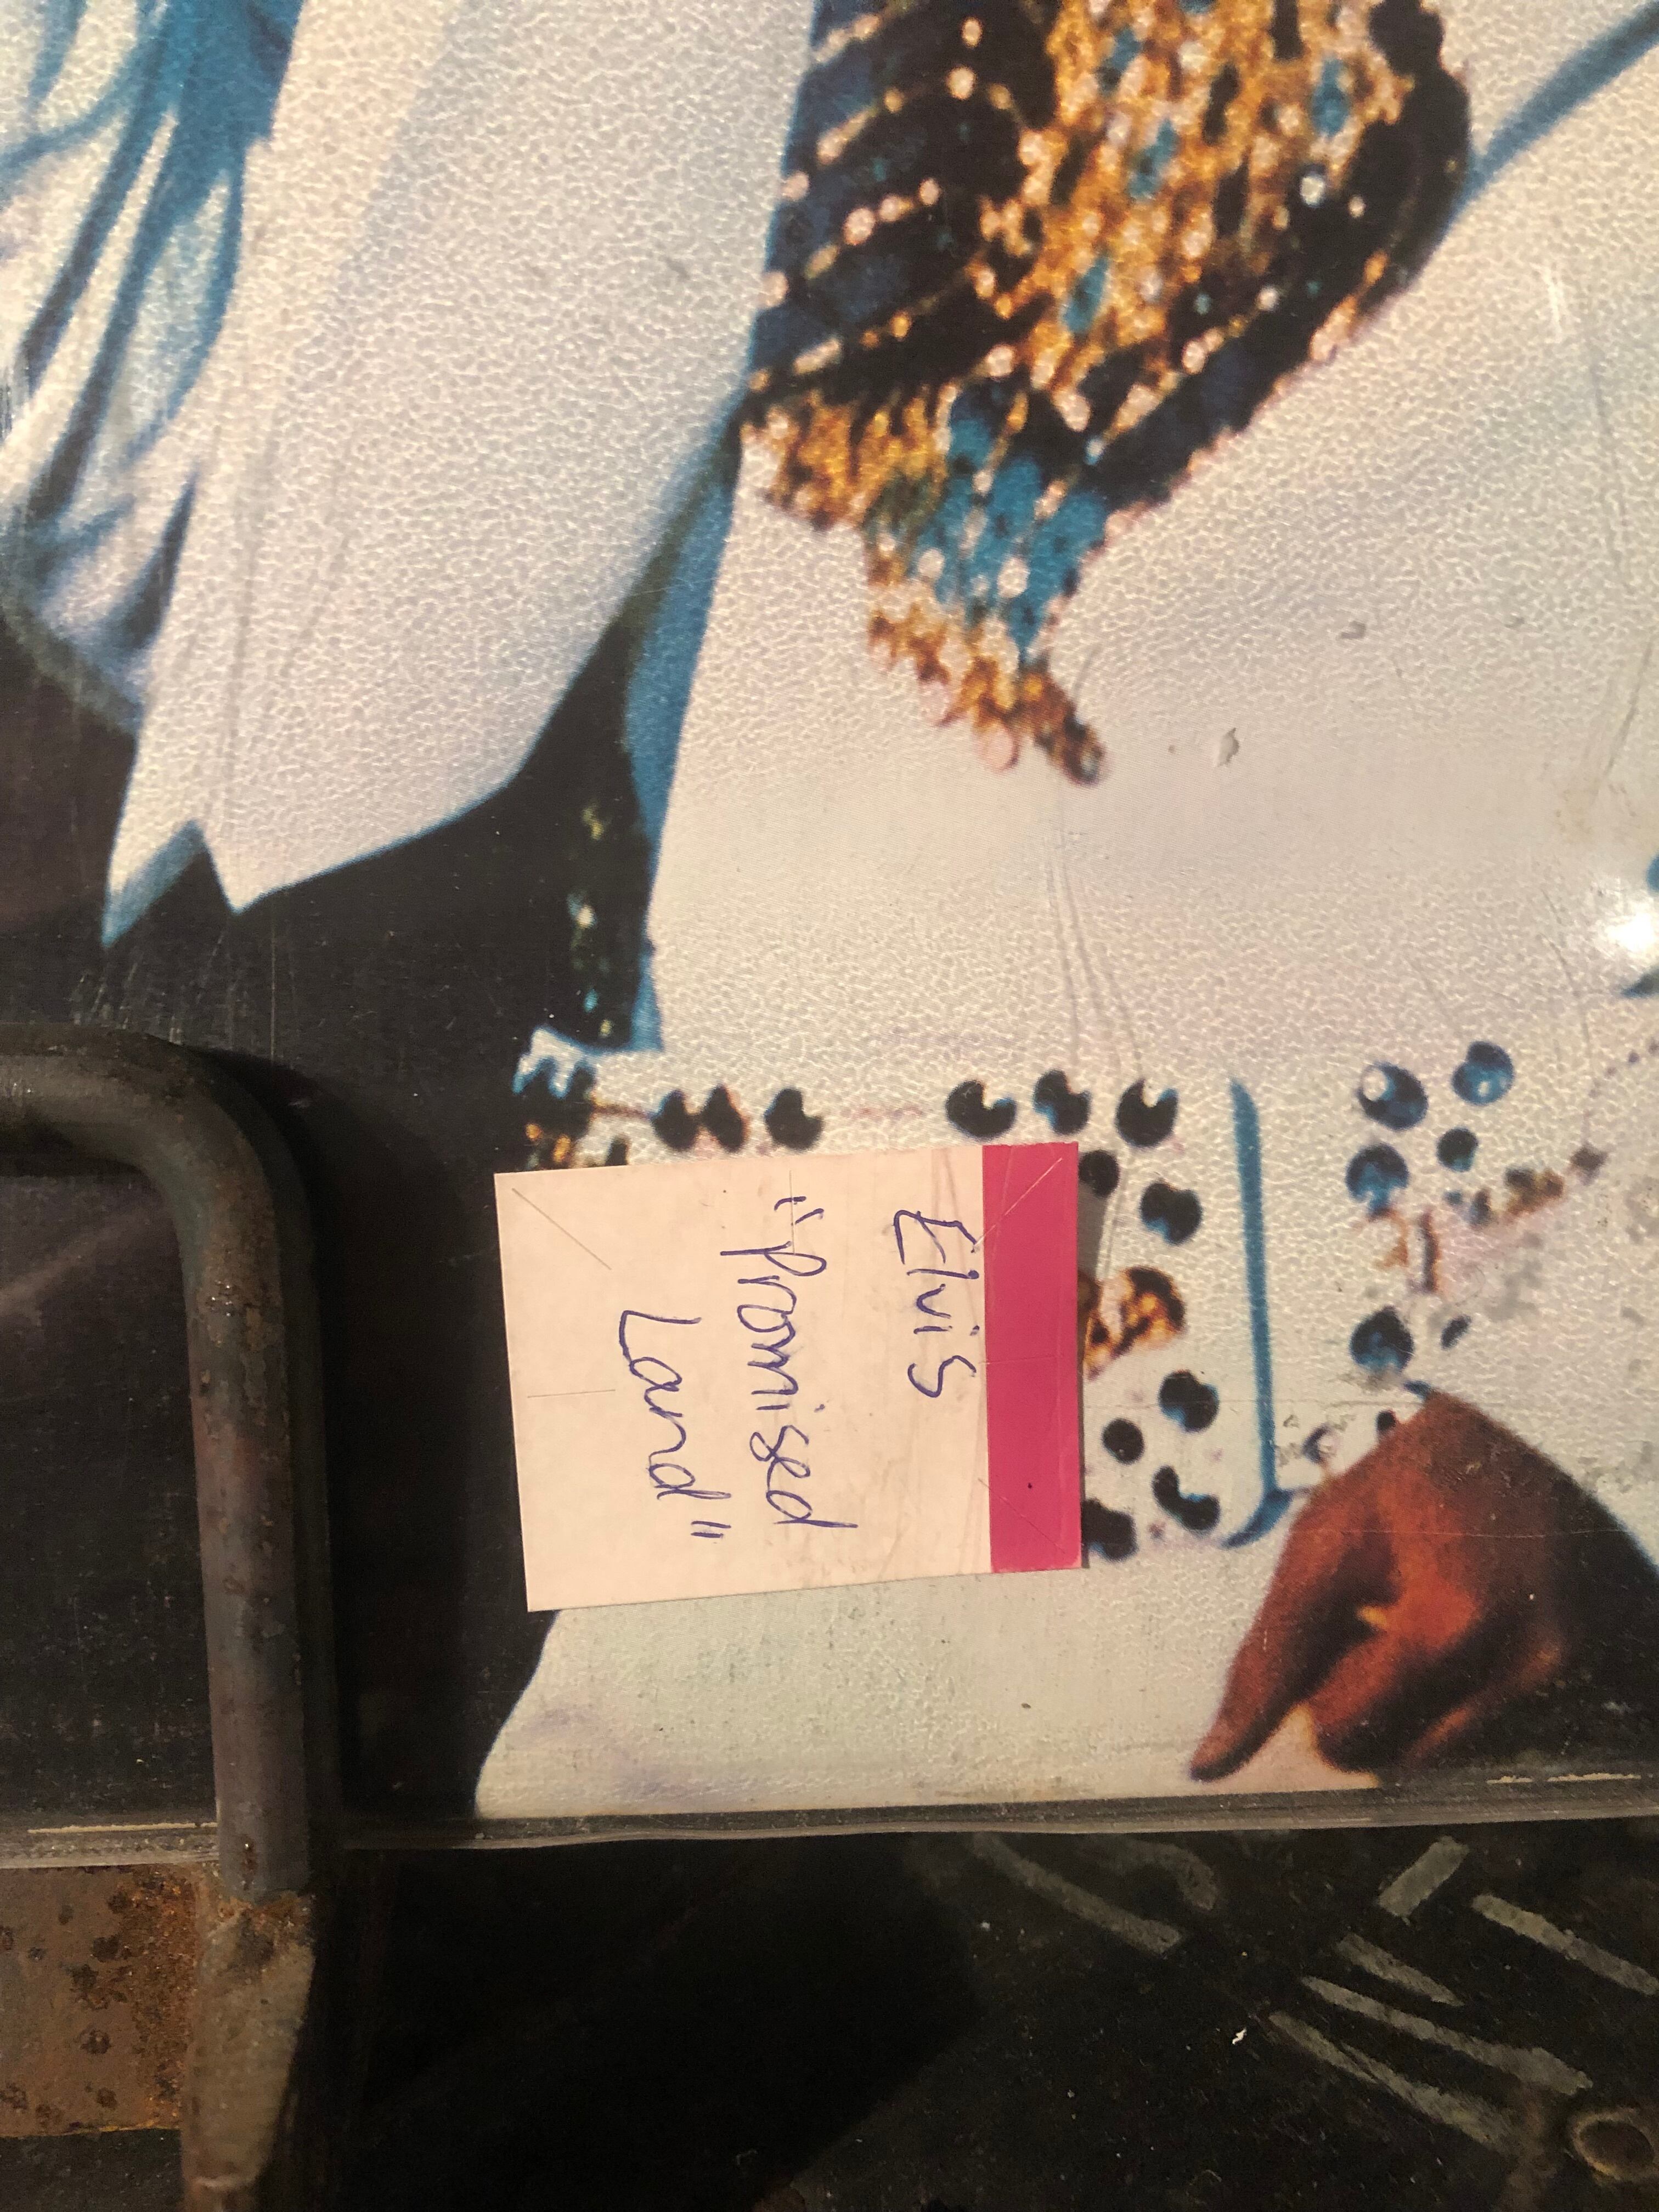 Elvis
"Promised
Land"